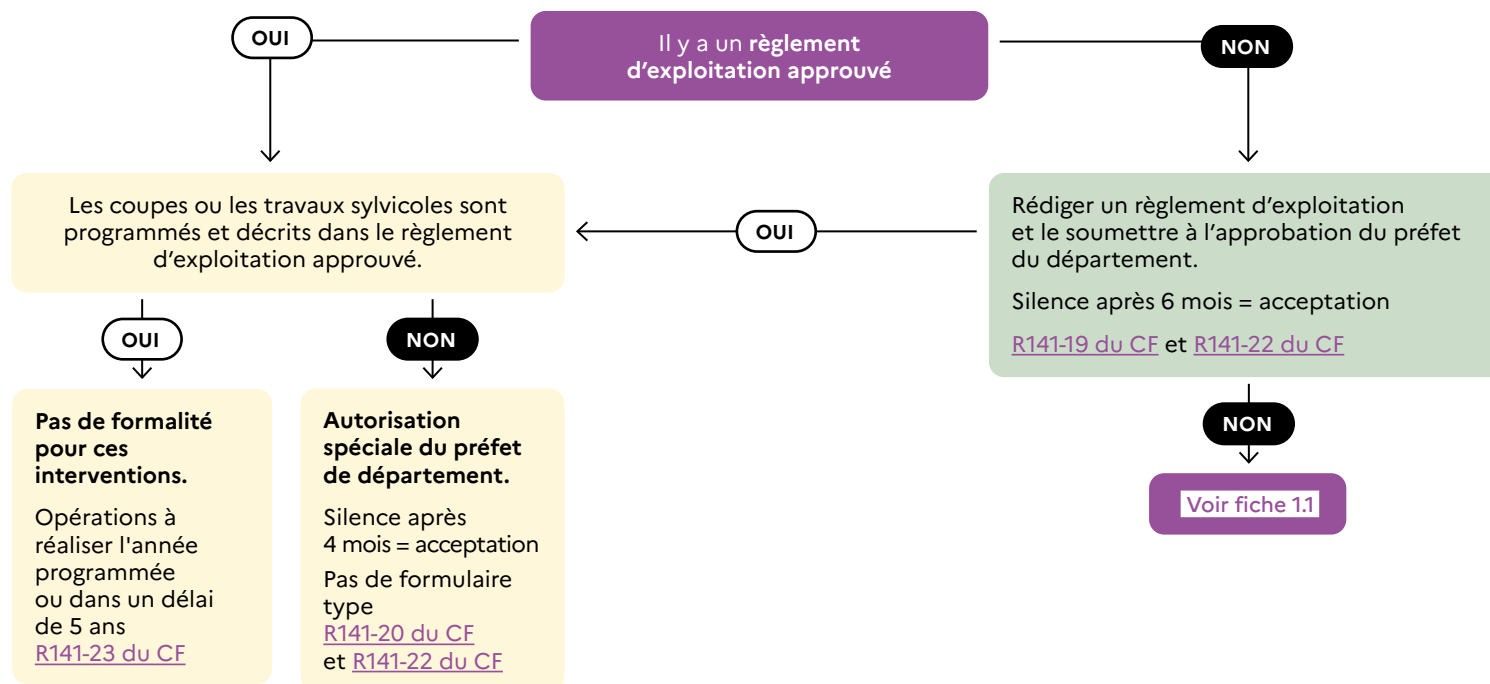 OUI
Il y a un règlement
d'exploitation approuvé
NON
Les coupes ou les travaux sylvicoles sont
programmés et décrits dans le règlement
d'exploitation approuvé.
OUI
Rédiger un règlement d'exploitation
et le soumettre à l'approbation du préfet
du département.
Silence après 6 mois = acceptation
R141-19 du CF et R141-22 du CF
OUI
NON
Pas de formalité
pour ces
interventions.
Opérations à
réaliser l'année
programmée
ou dans un délai
de 5 ans
R141-23 du CF
Autorisation
spéciale du préfet
de département.
Silence après
4 mois = acceptation
Pas de formulaire
type
R141-20 du CF
et R141-22 du CF
NON
Voir fiche 1.1